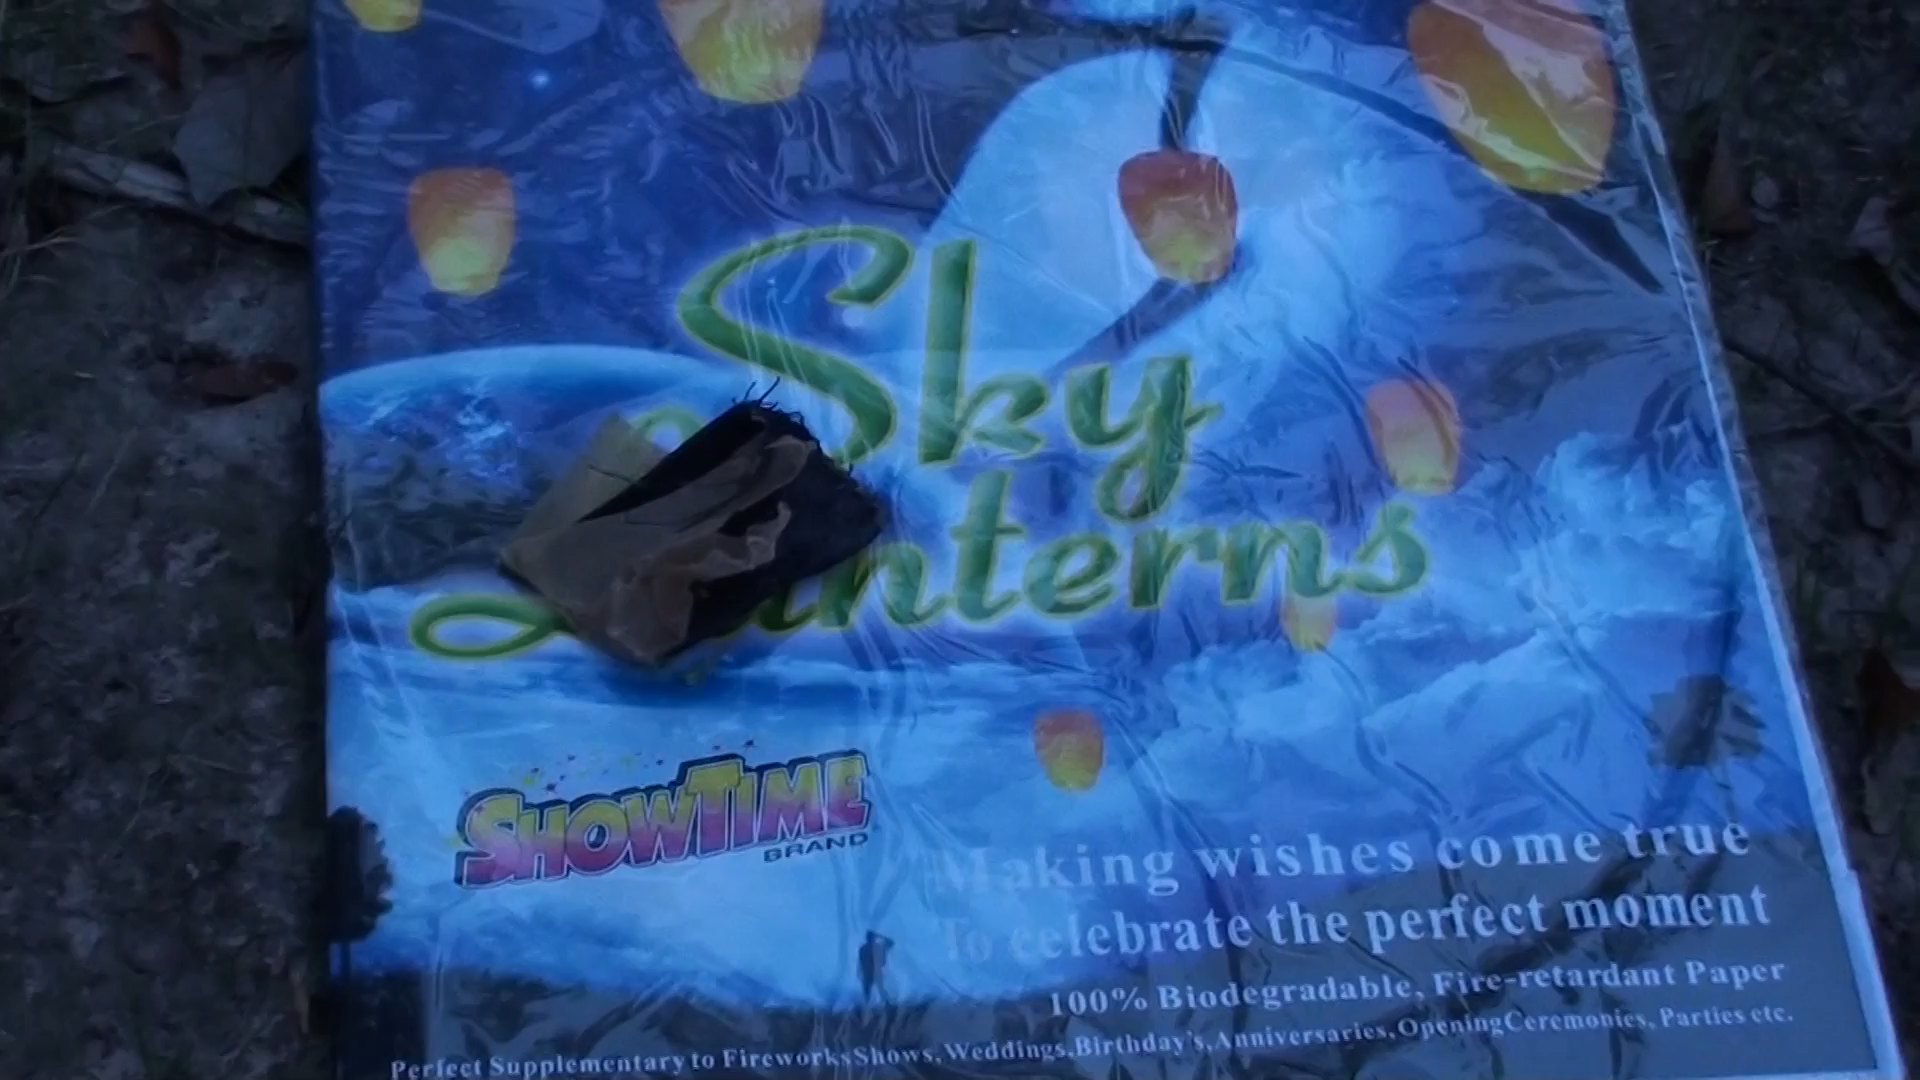 Sky
Lanterns
SHOWTIME
BRAND
Making wishes come true
To celebrate the perfect moment
100% Biodegradable, Fire-retardant Paper
Perfect Supplementary to FireworksShows, Weddings,Birthday's,Anniversaries,OpeningCeremonies, Parties etc.